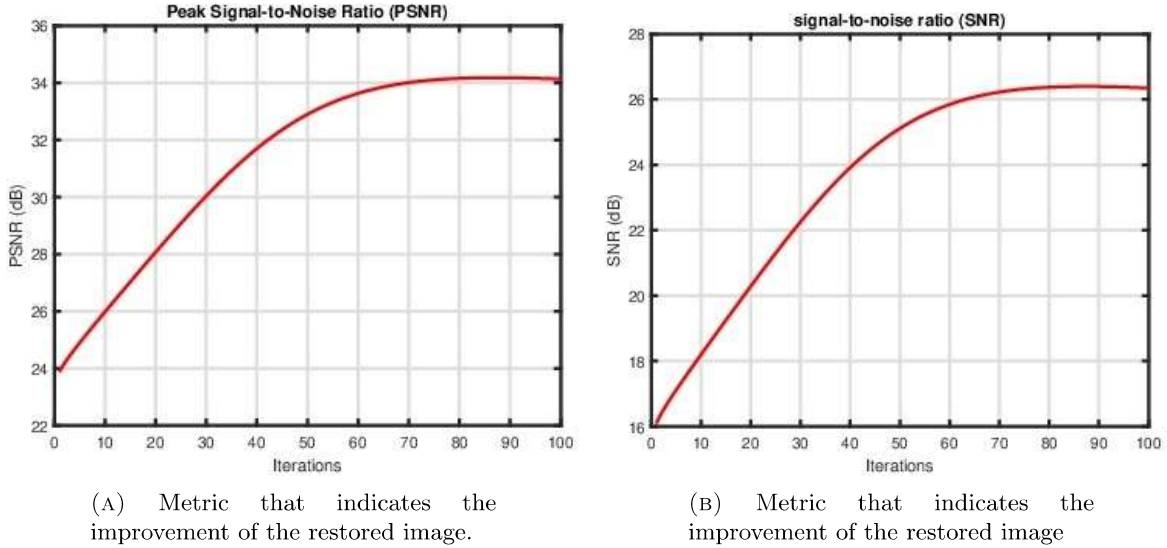 Peak Signal-to-Noise Ratio (PSNR)
36
34
32
30
28
26
24
22
PSNR (dB)
0 10 20 30 40 50 60 70 80 90 100
Iterations
(A) Metric that indicates the
improvement of the restored image.
signal-to-noise ratio (SNR)
28
26
24
22
20
18
16
SNR (dB)
0 10 20 30 40 50 60 70 80 90 100
Iterations
(B) Metric that indicates the
improvement of the restored image